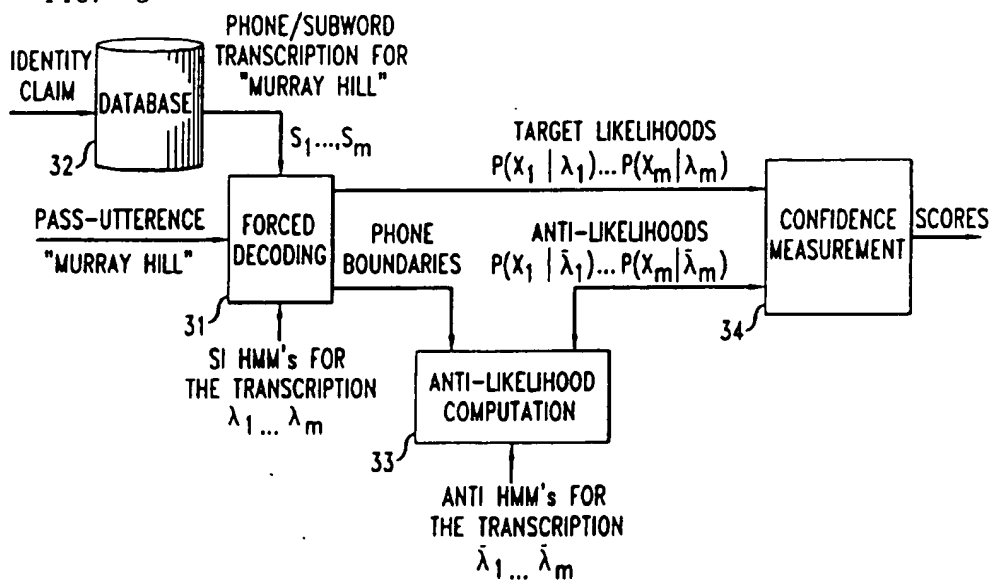 PHONE/SUBWORD
TRANSCRIPTION FOR
"MURRAY HILL"
IDENTITY
CLAIM
DATABASE
32
S₁...,Sₘ
PASS-UTTERENCE
"MURRAY HILL"
FORCED
DECODING
31
SI HMM's FOR
THE TRANSCRIPTION
λ₁... λₘ
PHONE
BOUNDARIES
TARGET LIKELIHOODS
P(X₁ | λ₁)... P(Xₘ|λₘ)
ANTI-LIKELIHOODS
P(X₁ | λ̄₁)... P(Xₘ|λ̄ₘ)
ANTI-LIKELIHOOD
COMPUTATION
33
ANTI HMM's FOR
THE TRANSCRIPTION
λ̄₁... λ̄ₘ
CONFIDENCE
MEASUREMENT
34
SCORES